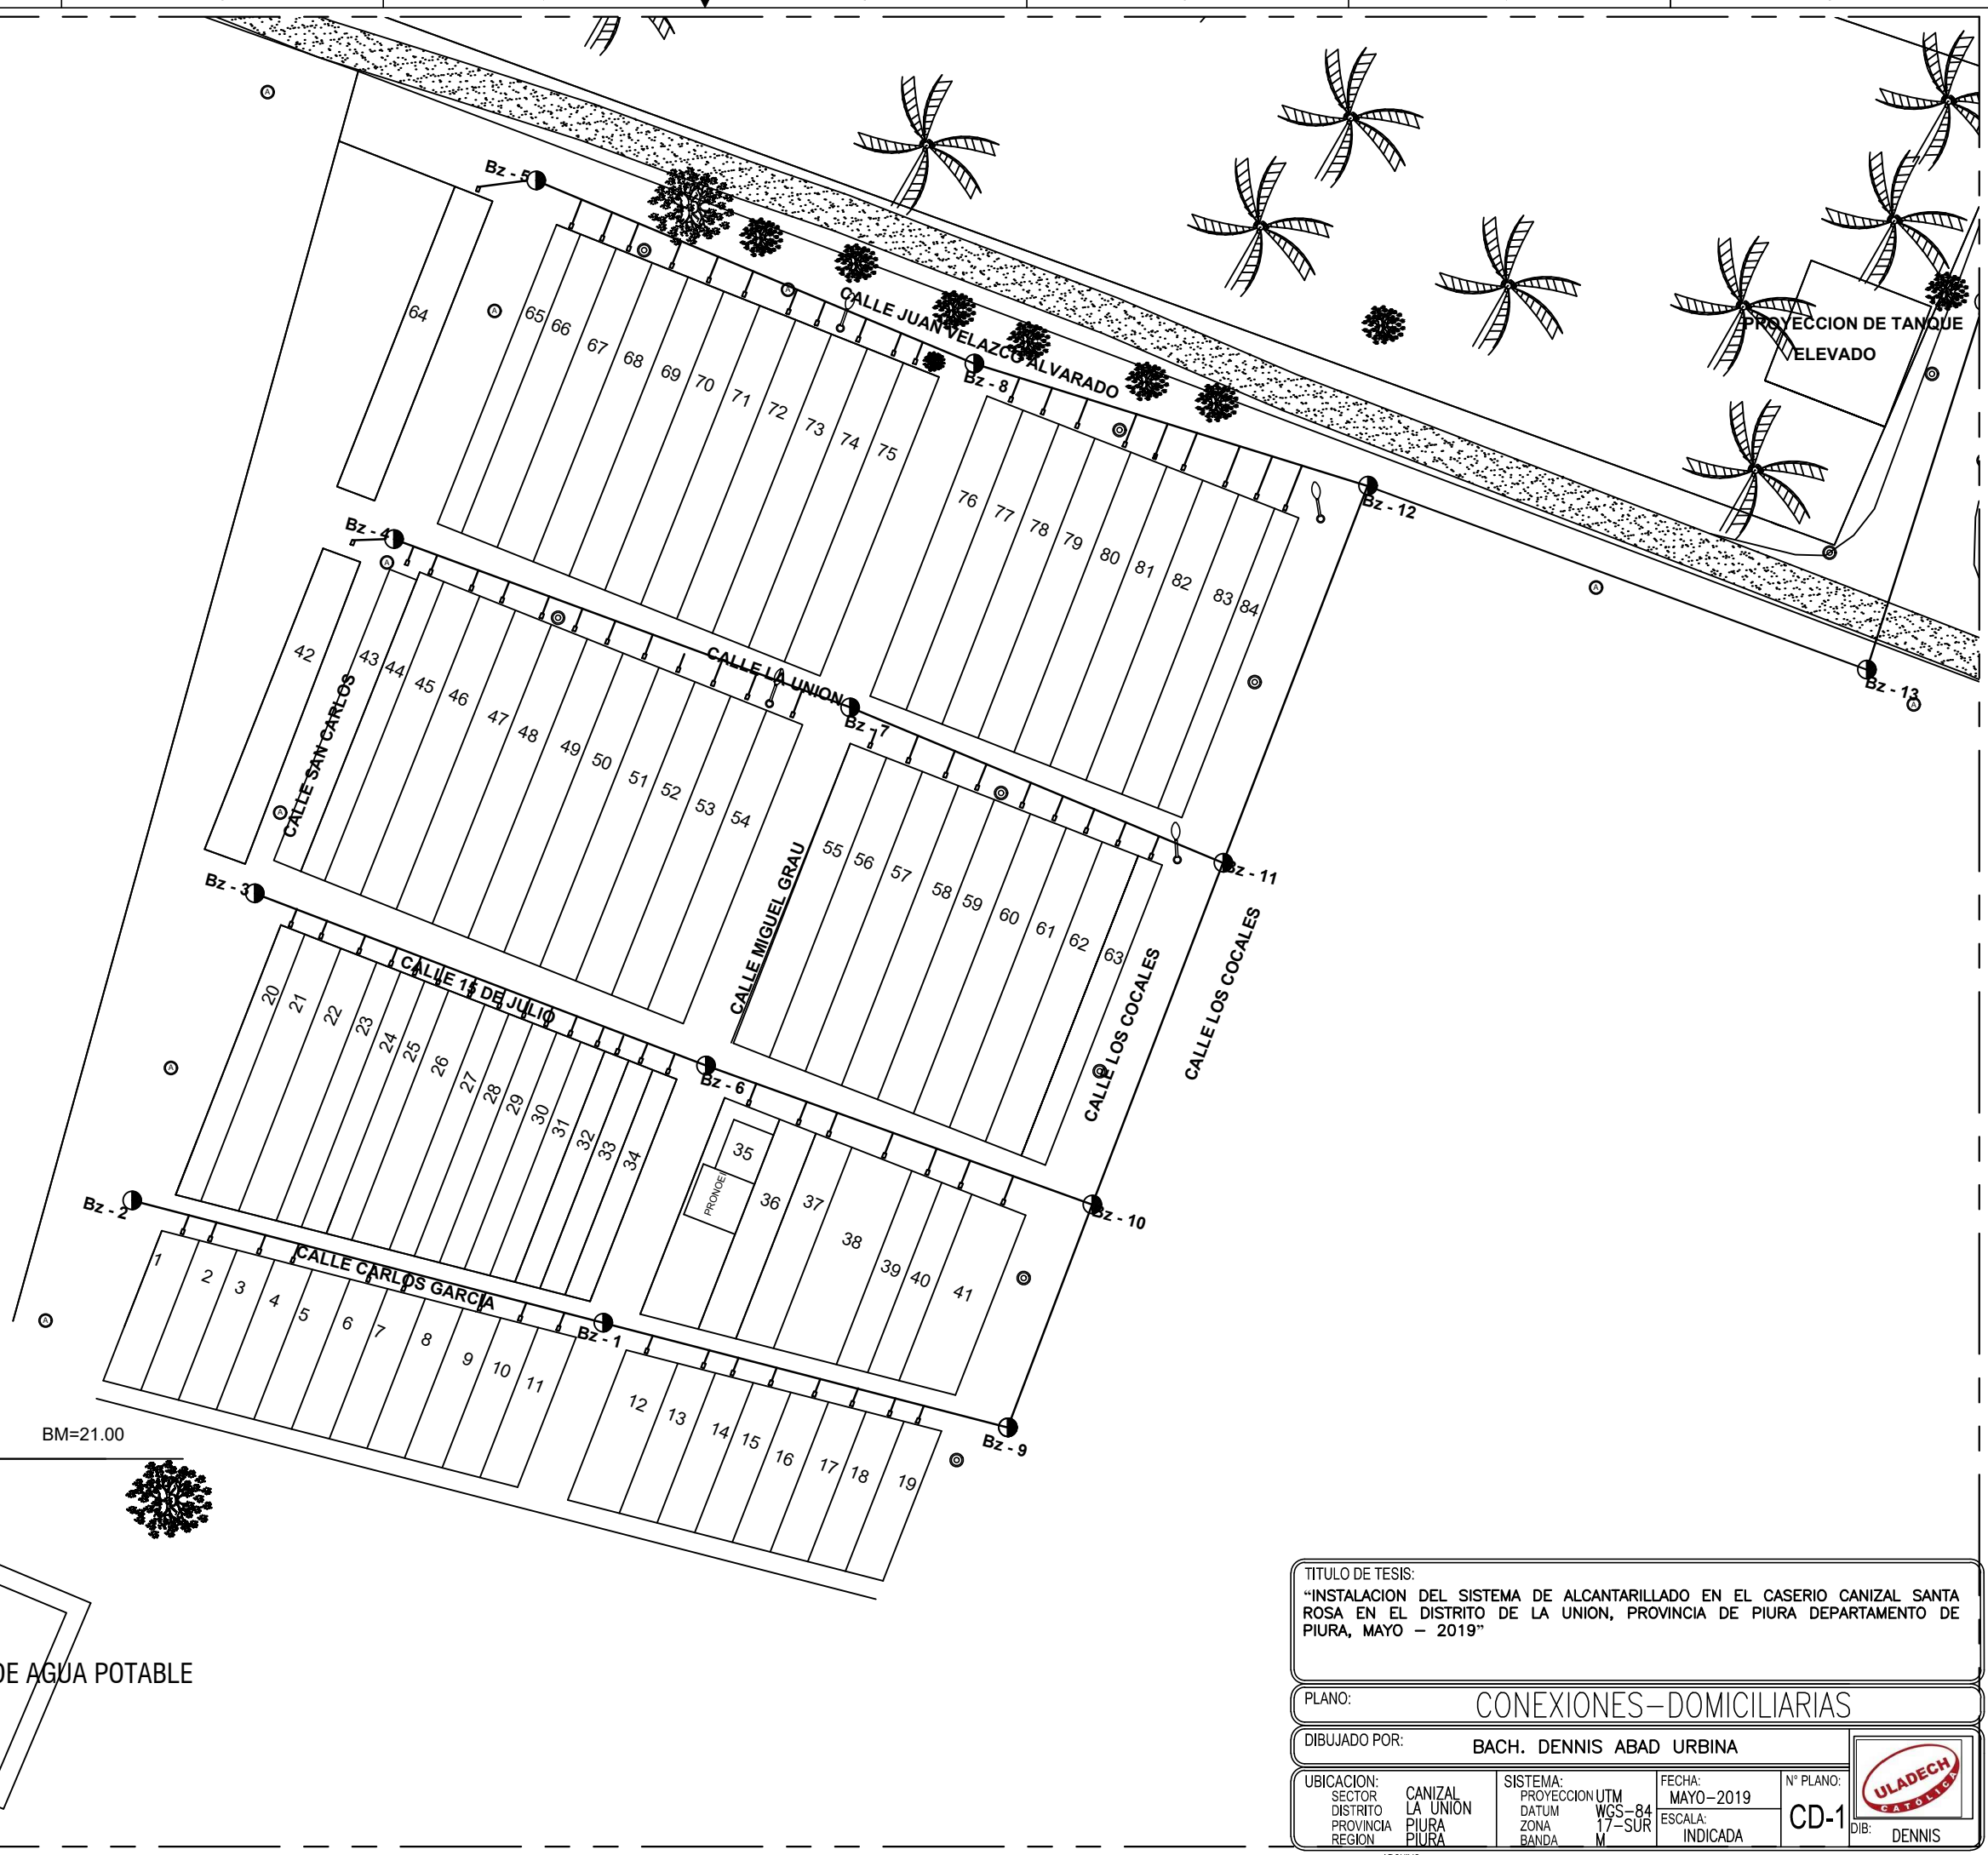 Bz - 5
64
65
66
67
68
69
70
71
72
73
74
75
CALLE JUAN VELAZCO ALVARADO
Bz - 8
PROYECCION DE TANQUE
ELEVADO
76
77
78
79
80
81
82
83
84
Bz - 12
Bz - 13
Bz - 4
42
43
44
45
46
47
48
49
50
51
52
53
54
CALLE SAN CARLOS
CALLE LA UNION
Bz - 7
CALLE MIGUEL GRAU
55
56
57
58
59
60
61
62
63
Bz - 11
CALLE LOS COCALES
CALLE LOS COCALES
Bz - 3
20
21
22
23
24
25
26
27
28
29
30
31
32
33
34
CALLE 15 DE JULIO
Bz - 6
35
PRONOEI
36
37
38
39
40
41
Bz - 10
Bz - 2
1
2
3
4
5
6
7
8
9
10
11
CALLE CARLOS GARCIA
Bz - 1
12
13
14
15
16
17
18
19
Bz - 9
BM=21.00
DE AGUA POTABLE
TITULO DE TESIS:
“INSTALACION DEL SISTEMA DE ALCANTARILLADO EN EL CASERIO CANIZAL SANTA
ROSA EN EL DISTRITO DE LA UNION, PROVINCIA DE PIURA DEPARTAMENTO DE
PIURA, MAYO – 2019”
PLANO: CONEXIONES-DOMICILIARIAS
DIBUJADO POR: BACH. DENNIS ABAD URBINA
UBICACION:
SECTOR CANIZAL
DISTRITO LA UNION
PROVINCIA PIURA
REGION PIURA
SISTEMA:
PROYECCION UTM
DATUM WGS-84
ZONA 17-SUR
BANDA M
FECHA:
MAYO-2019
ESCALA:
INDICADA
N° PLANO:
CD-1
ULADECH
CATOLICA
DIB: DENNIS